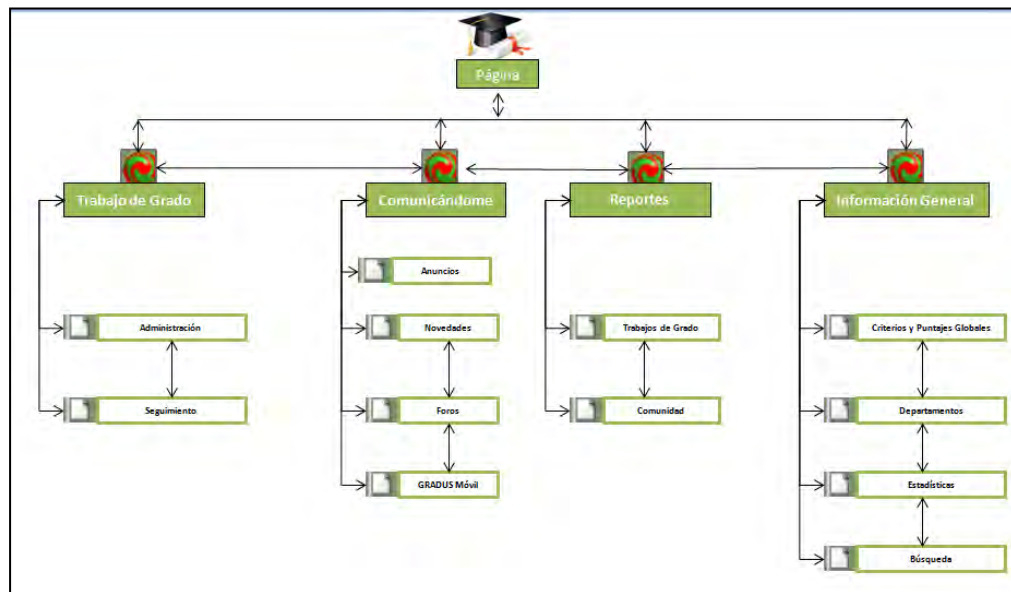 Página
Trabajo de Grado
Comunicándome
Reportes
Información General
Anuncios
Administración
Novedades
Trabajos de Grado
Criterios y Puntajes Globales
Seguimiento
Foros
Comunidad
Departamentos
GRADUS Móvil
Estadísticas
Búsqueda